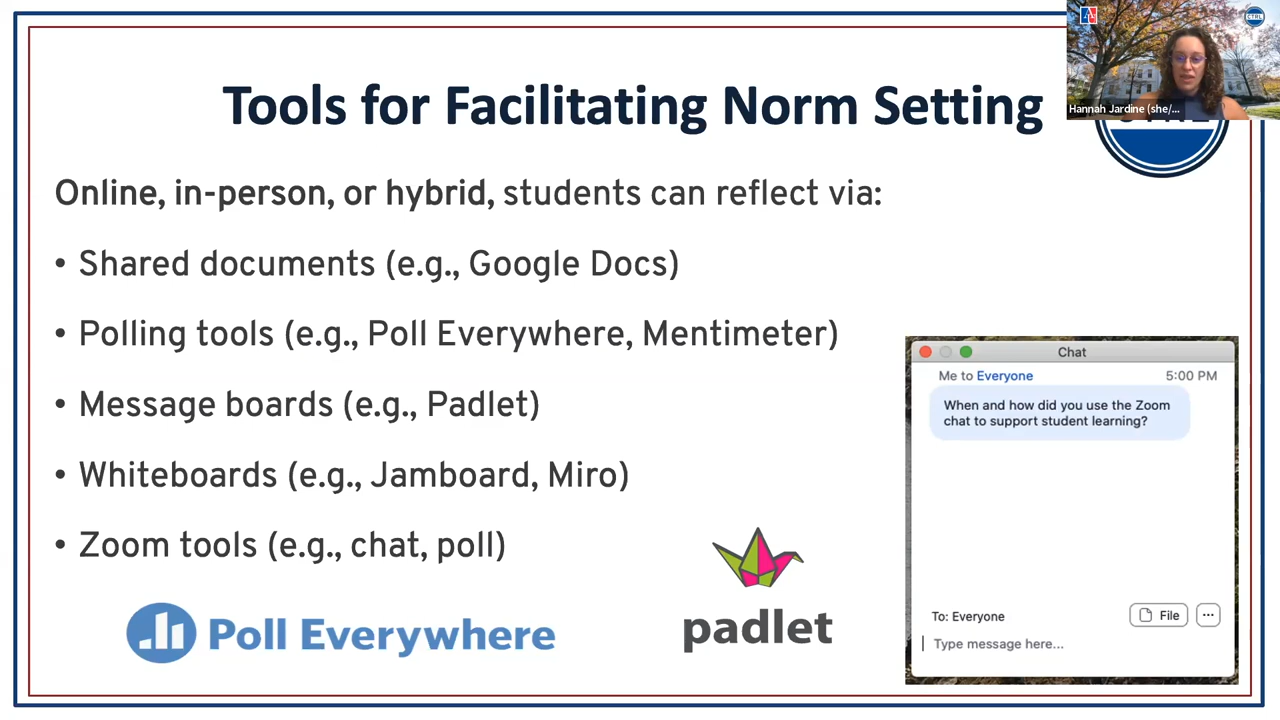 Tools for Facilitating Norm Setting
Hannah Jardine (she/...
CTRL
Online, in-person, or hybrid, students can reflect via:
• Shared documents (e.g., Google Docs)
• Polling tools (e.g., Poll Everywhere, Mentimeter)
• Message boards (e.g., Padlet)
• Whiteboards (e.g., Jamboard, Miro)
• Zoom tools (e.g., chat, poll)
Poll Everywhere
padlet
Chat
Me to Everyone 5:00 PM
When and how did you use the Zoom
chat to support student learning?
To: Everyone
File
...
Type message here...